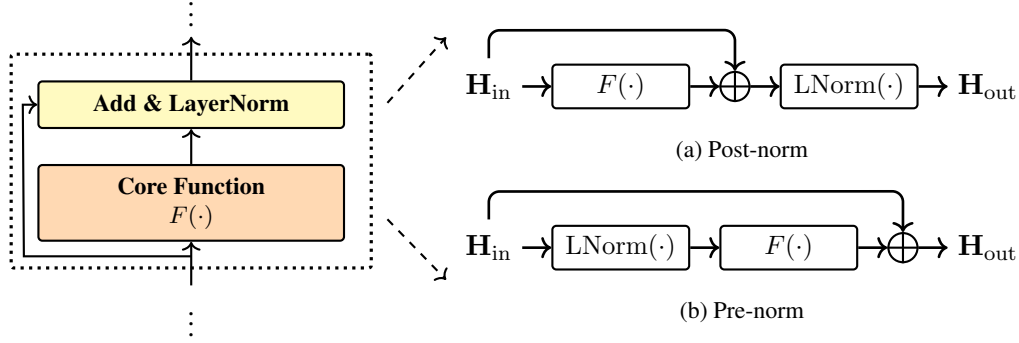 Add & LayerNorm
Core Function
F(·)
H_in F(·) ⊕ LNorm(·) H_out
(a) Post-norm
H_in LNorm(·) F(·) ⊕ H_out
(b) Pre-norm